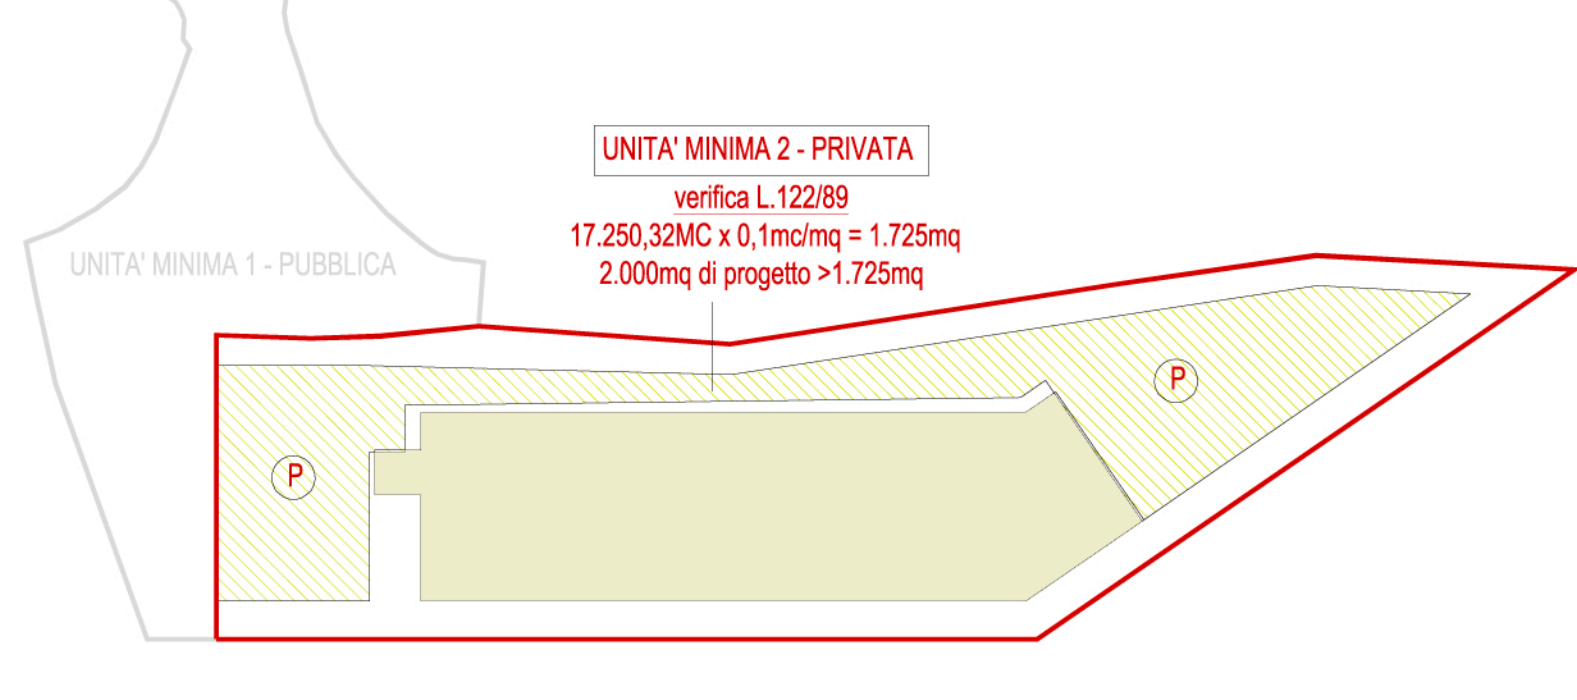 UNITA' MINIMA 2 - PRIVATA
verifica L.122/89
17.250,32MC x 0,1mc/mq = 1.725mq
2.000mq di progetto >1.725mq
UNITA' MINIMA 1 - PUBBLICA
P
P